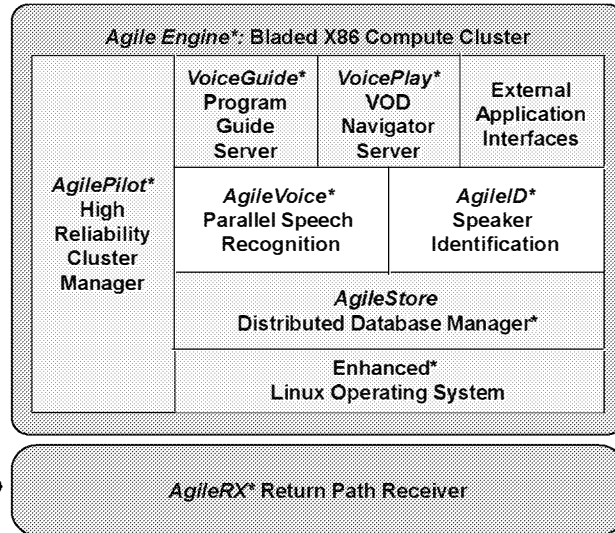 Agile Engine*: Bladed X86 Compute Cluster
VoiceGuide*
Program
Guide
Server
VoicePlay*
VOD
Navigator
Server
External
Application
Interfaces
AgilePilot*
High
Reliability
Cluster
Manager
AgileVoice*
Parallel Speech
Recognition
AgileID*
Speaker
Identification
AgileStore
Distributed Database Manager*
Enhanced*
Linux Operating System
AgileRX* Return Path Receiver